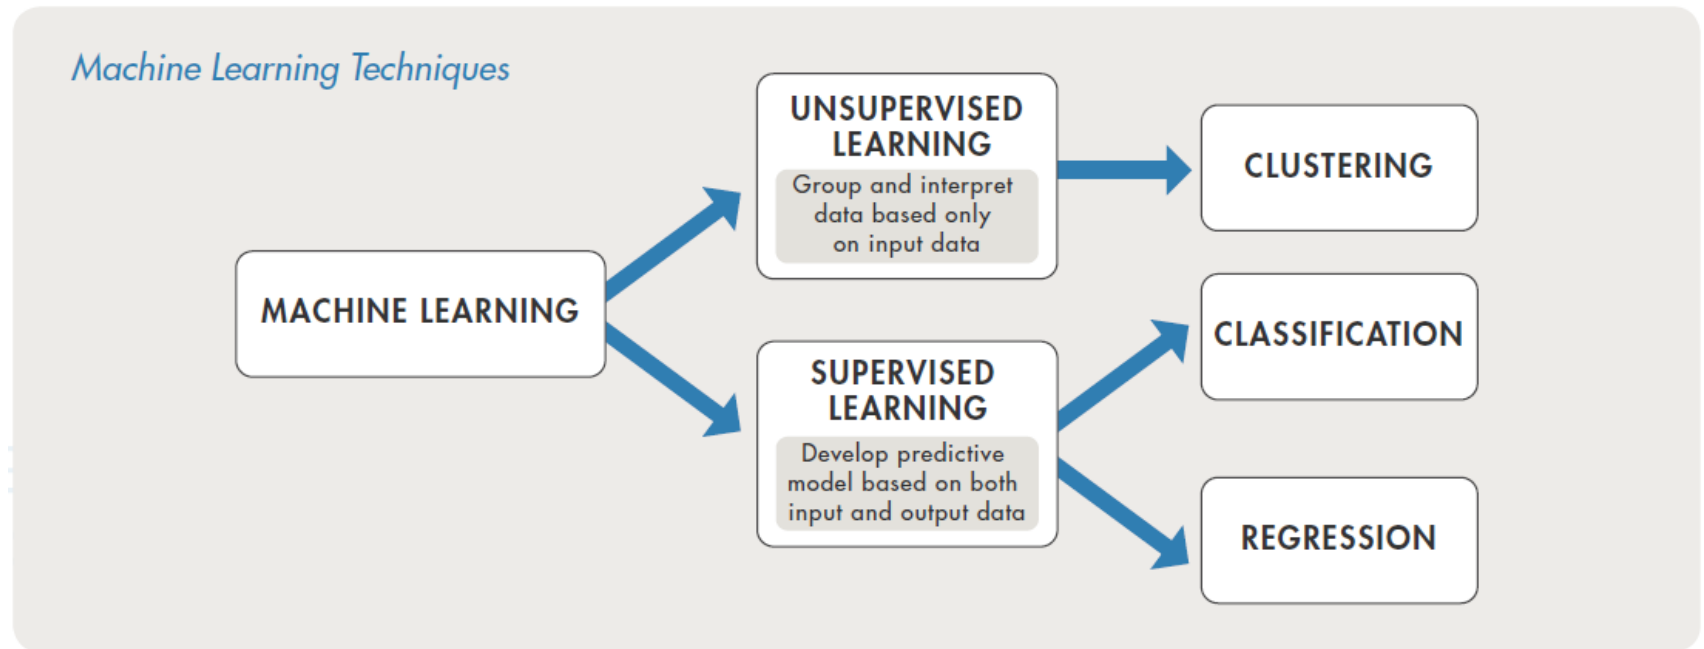 Machine Learning Techniques
MACHINE LEARNING
UNSUPERVISED
LEARNING
Group and interpret
data based only
on input data
CLUSTERING
SUPERVISED
LEARNING
Develop predictive
model based on both
input and output data
CLASSIFICATION
REGRESSION